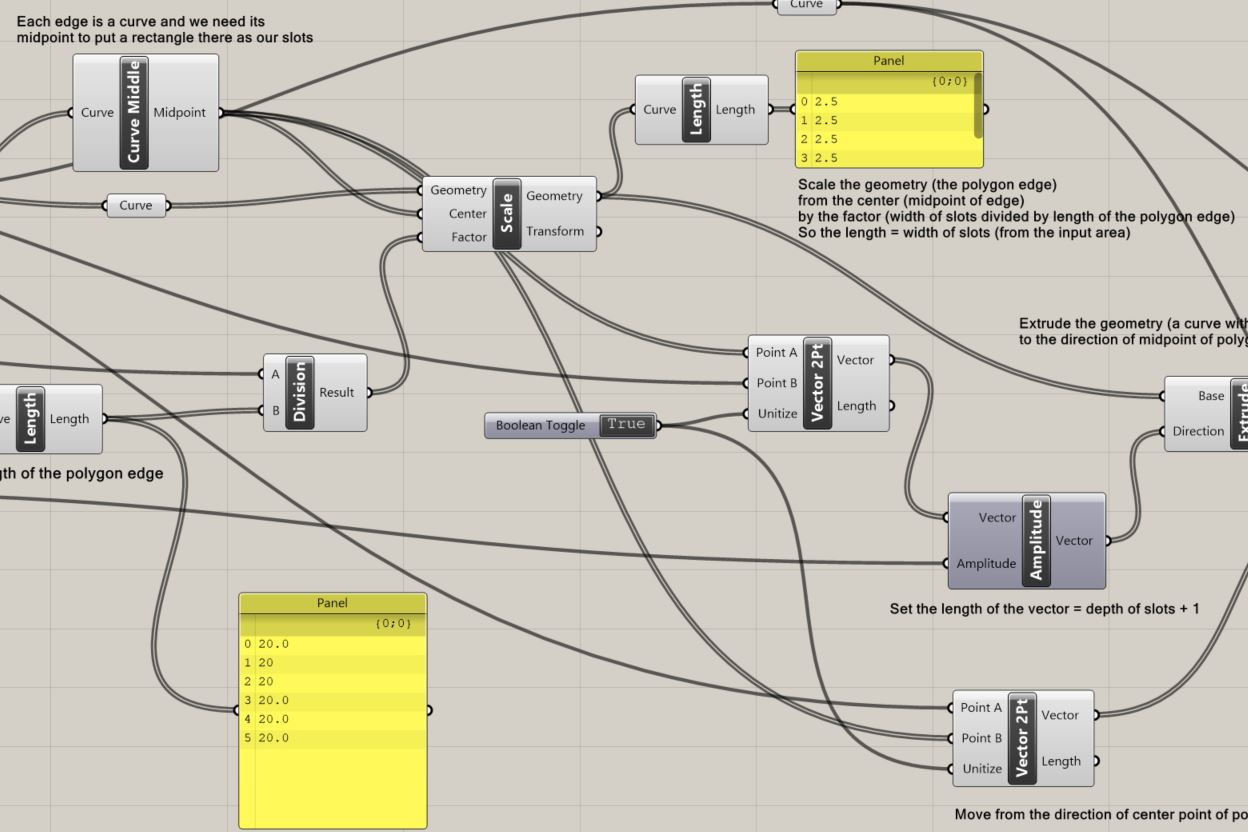 Each edge is a curve and we need its
midpoint to put a rectangle there as our slots
Curve
Curve Curve Middle Midpoint
Curve Length Length
Panel
{0;0}
0 2.5
1 2.5
2 2.5
3 2.5
Curve
Geometry
Center
Factor
Scale
Geometry
Transform
Scale the geometry (the polygon edge)
from the center (midpoint of edge)
by the factor (width of slots divided by length of the polygon edge)
So the length = width of slots (from the input area)
Extrude the geometry (a curve with
to the direction of midpoint of polyg
A
B
Division
Result
Length Length
of the polygon edge
Boolean Toggle True
Point A
Point B
Unitize
Vector 2Pt
Vector
Length
Base
Direction
Extrude
Vector
Amplitude
Amplitude
Vector
Set the length of the vector = depth of slots + 1
Panel
{0;0}
0 20.0
1 20
2 20
3 20.0
4 20.0
5 20.0
Point A
Point B
Unitize
Vector 2Pt
Vector
Length
Move from the direction of center point of po